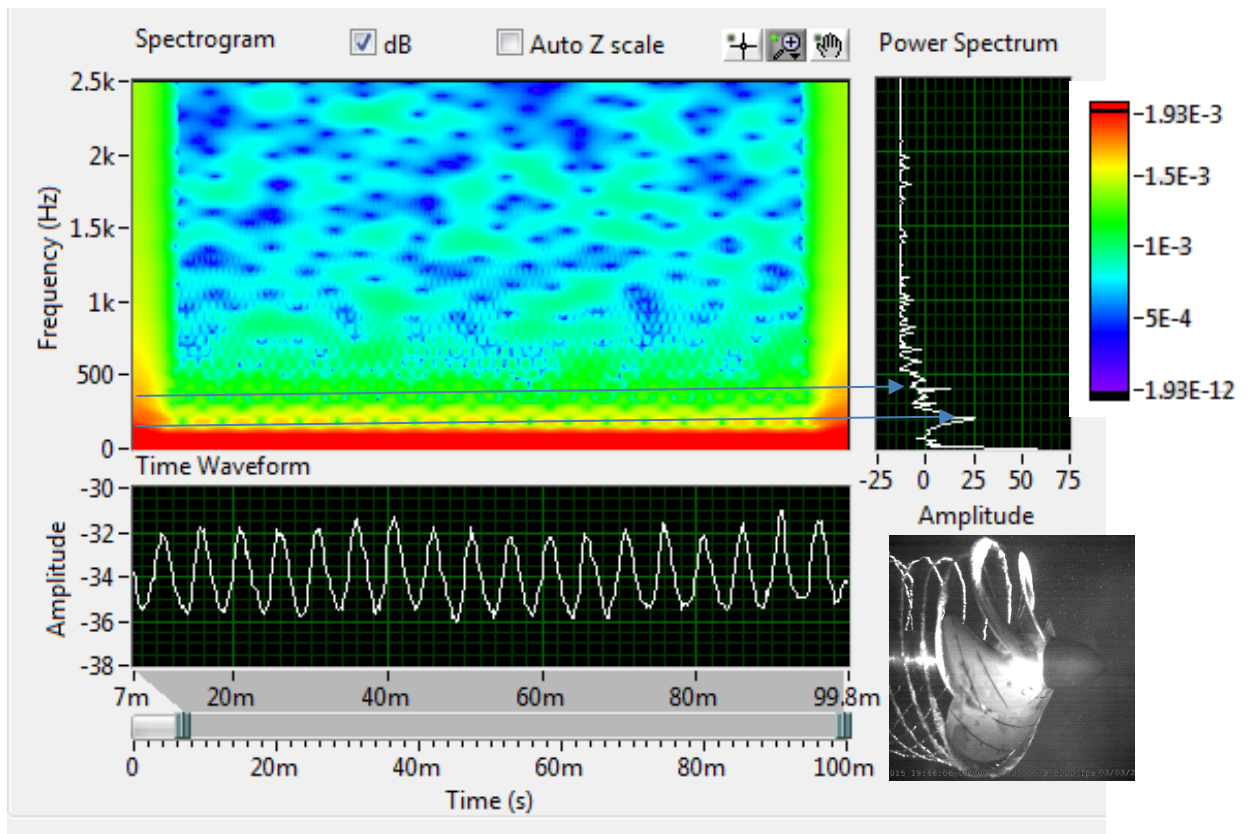 Spectrogram
dB
Auto Z scale
Power Spectrum
2.5k
2k
1.5k
1k
500
0
Frequency (Hz)
-1.93E-3
-1.5E-3
-1E-3
-5E-4
-1.93E-12
-25 0 25 50 75
Amplitude
Time Waveform
-30
-32
-34
-36
-38
Amplitude
7m 20m 40m 60m 80m 99.8m
0 20m 40m 60m 80m 100m
Time (s)